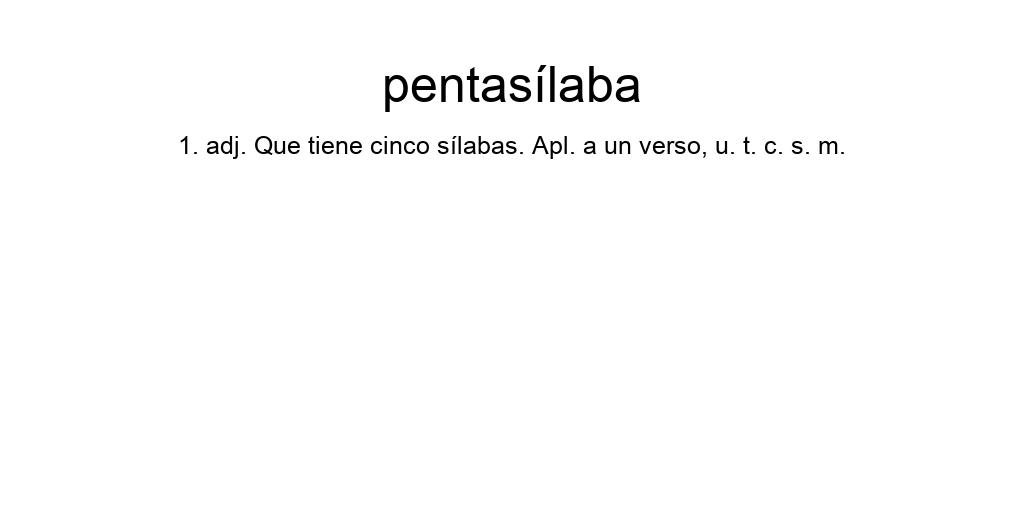 pentasílaba
1. adj. Que tiene cinco sílabas. Apl. a un verso, u. t. c. s. m.